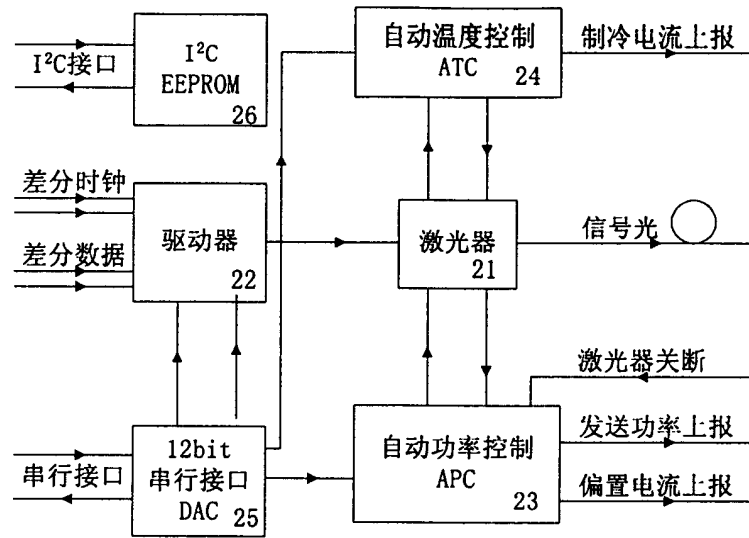 I²C接口
I²C
EEPROM
26
自动温度控制
ATC
24
制冷电流上报
差分时钟
差分数据
驱动器
22
激光器
21
信号光
激光器关断
串行接口
12bit
串行接口
DAC
25
自动功率控制
APC
23
发送功率上报
偏置电流上报